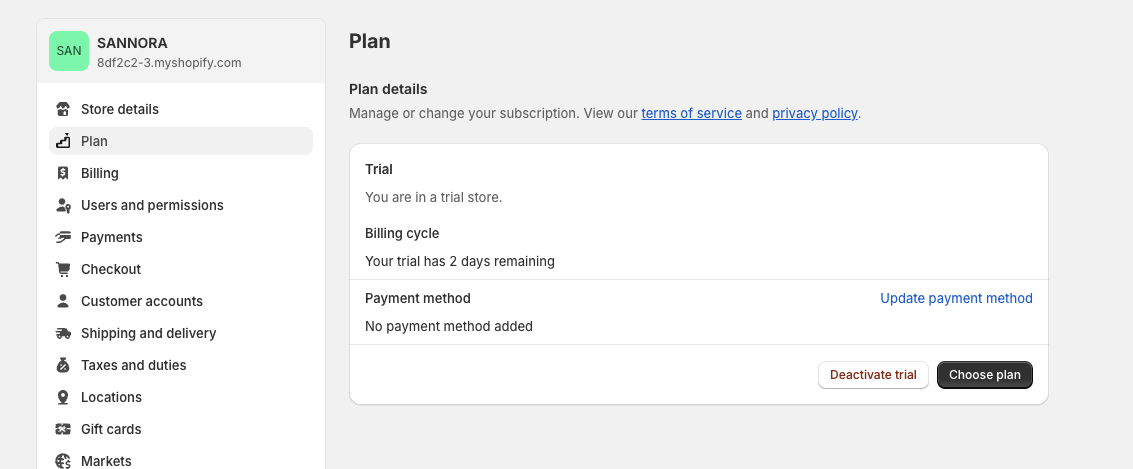 SAN
SANNORA
8df2c2-3.myshopify.com
Store details
Plan
Billing
Users and permissions
Payments
Checkout
Customer accounts
Shipping and delivery
Taxes and duties
Locations
Gift cards
Markets
Plan
Plan details
Manage or change your subscription. View our terms of service and privacy policy.
Trial
You are in a trial store.
Billing cycle
Your trial has 2 days remaining
Payment method
Update payment method
No payment method added
Deactivate trial
Choose plan